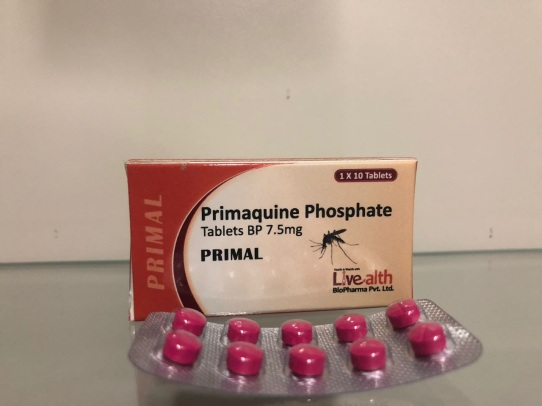 PRIMAL
1 X 10 Tablets
Primaquine Phosphate
Tablets BP 7.5mg
PRIMAL
Livealth
BioPharma Pvt. Ltd.